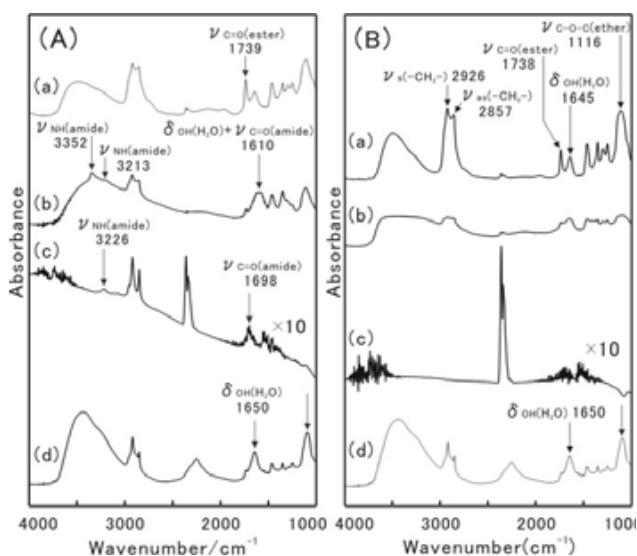 (A)
ν C=O(ester)
1739
(a)
ν NH(amide)
3352
ν NH(amide)
3213
δ OH(H₂O)+ ν C=O(amide)
1610
(b)
(c)
ν NH(amide)
3226
ν C=O(amide)
1698
×10
δ OH(H₂O)
1650
(d)
Absorbance
4000
3000
2000
1000
Wavenumber/cm⁻¹
(B)
ν C-O-C(ether)
1116
ν C=O(ester)
1738
ν s(-CH₂-) 2926
ν as(-CH₂-)
2857
δ OH(H₂O)
1645
(a)
(b)
(c)
×10
δ OH(H₂O) 1650
(d)
Absorbance
4000
3000
2000
1000
Wavenumber(cm⁻¹)